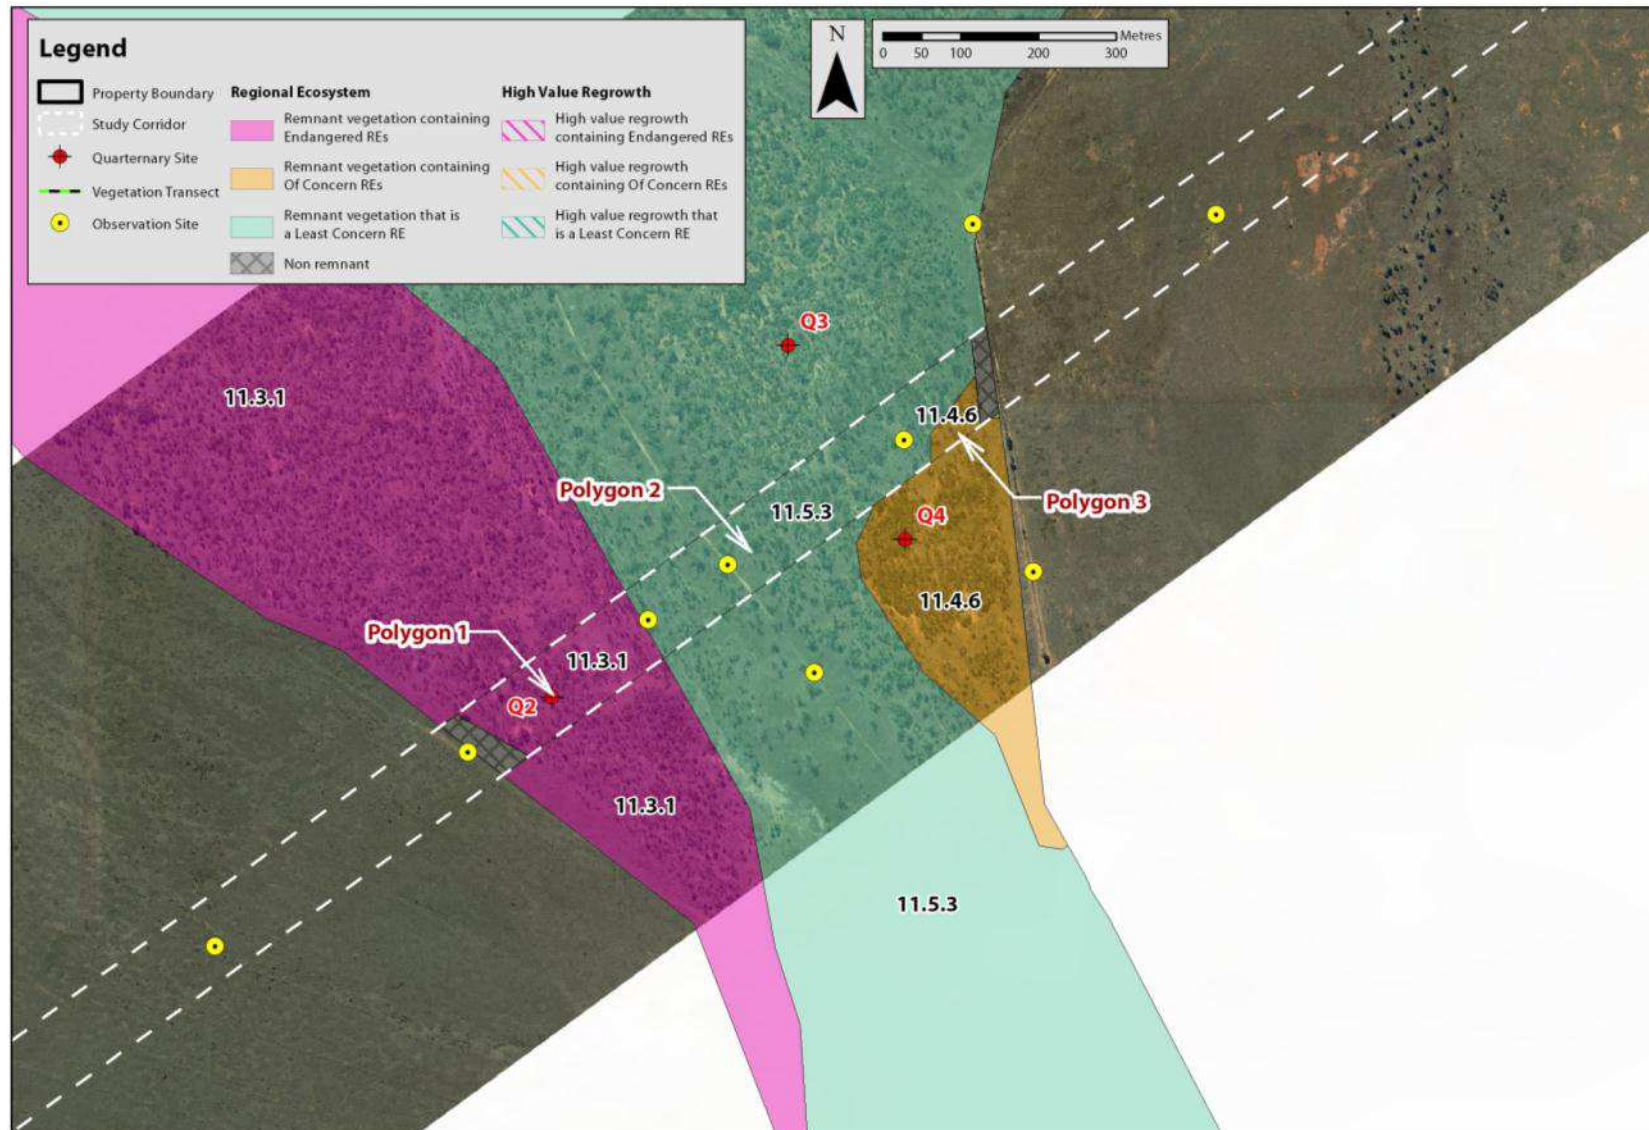 Legend
Property Boundary
Study Corridor
Quarternary Site
Vegetation Transect
Observation Site
Regional Ecosystem
Remnant vegetation containing
Endangered REs
Remnant vegetation containing
Of Concern REs
Remnant vegetation that is
a Least Concern RE
Non remnant
High Value Regrowth
High value regrowth
containing Endangered REs
High value regrowth
containing Of Concern REs
High value regrowth that
is a Least Concern RE
N
Metres
0 50 100 200 300
Q3
11.3.1
11.4.6
Polygon 2
Polygon 3
11.5.3
Q4
11.4.6
Polygon 1
11.3.1
Q2
11.3.1
11.5.3